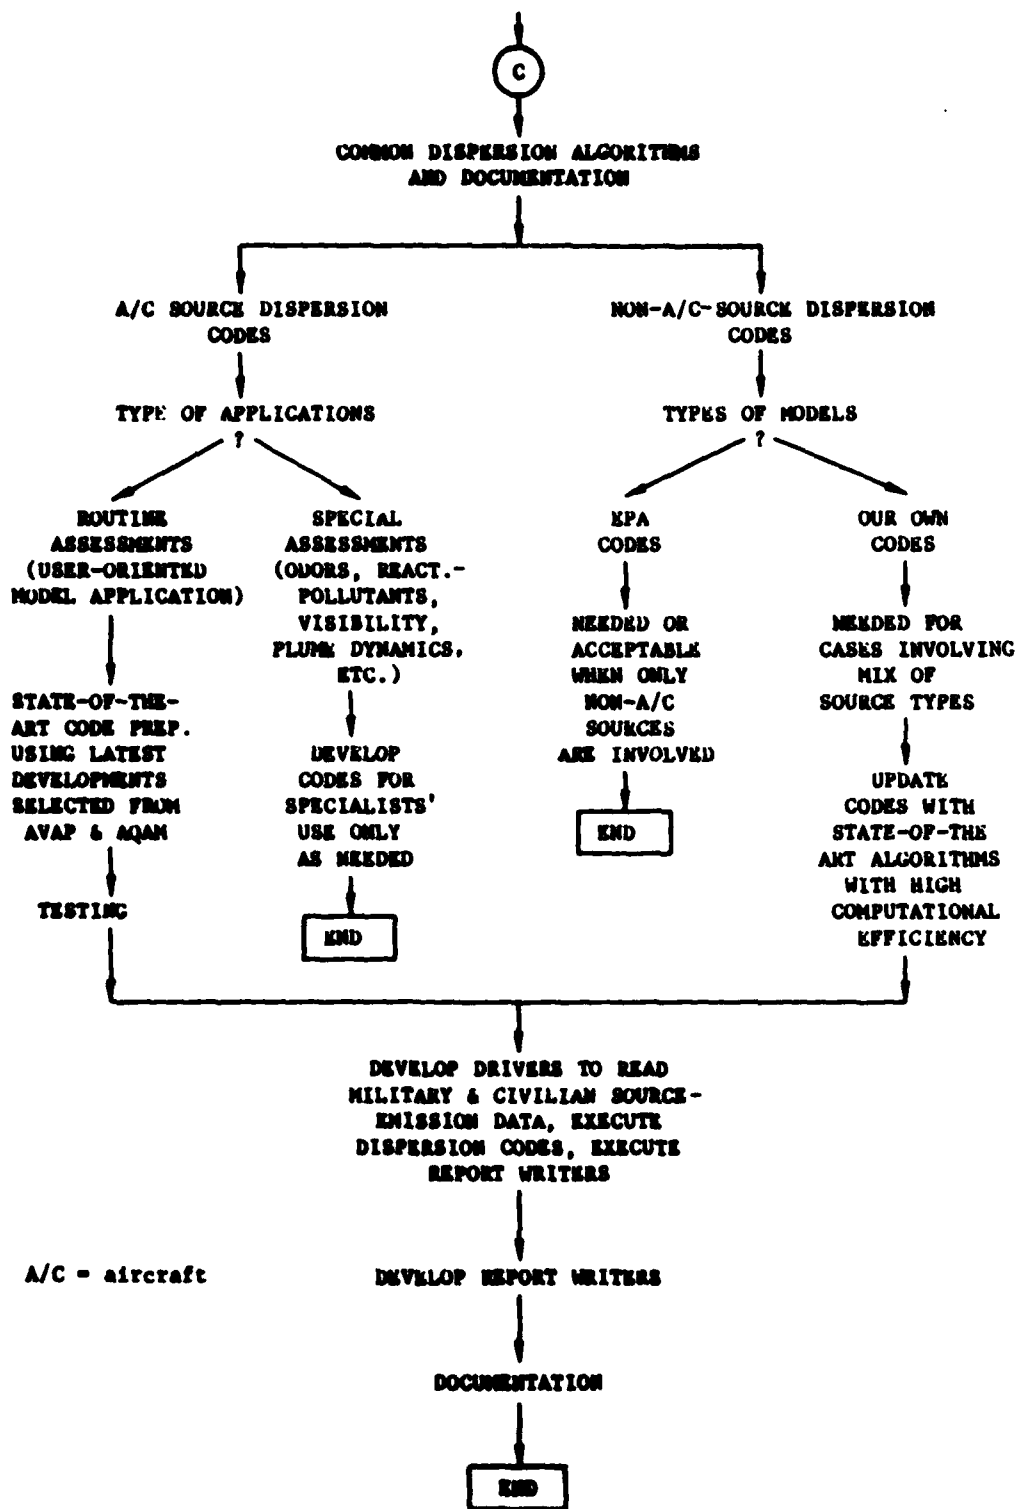 C
COMMON DISPERSION ALGORITHMS
AND DOCUMENTATION
A/C SOURCE DISPERSION
CODES
NON-A/C-SOURCE DISPERSION
CODES
TYPE OF APPLICATIONS
?
TYPES OF MODELS
?
ROUTINE
ASSESSMENTS
(USER-ORIENTED
MODEL APPLICATION)
SPECIAL
ASSESSMENTS
(ODORS, REACT.-
POLLUTANTS,
VISIBILITY,
PLUME DYNAMICS,
ETC.)
EPA
CODES
OUR OWN
CODES
STATE-OF-THE-
ART CODE PREP.
USING LATEST
DEVELOPMENTS
SELECTED FROM
AVAP & AQAM
DEVELOP
CODES FOR
SPECIALISTS'
USE ONLY
AS NEEDED
NEEDED OR
ACCEPTABLE
WHEN ONLY
NON-A/C
SOURCES
ARE INVOLVED
NEEDED FOR
CASES INVOLVING
MIX OF
SOURCE TYPES
TESTING
END
END
UPDATE
CODES WITH
STATE-OF-THE
ART ALGORITHMS
WITH HIGH
COMPUTATIONAL
EFFICIENCY
DEVELOP DRIVERS TO READ
MILITARY & CIVILIAN SOURCE-
EMISSION DATA, EXECUTE
DISPERSION CODES, EXECUTE
REPORT WRITERS
A/C = aircraft
DEVELOP REPORT WRITERS
DOCUMENTATION
END